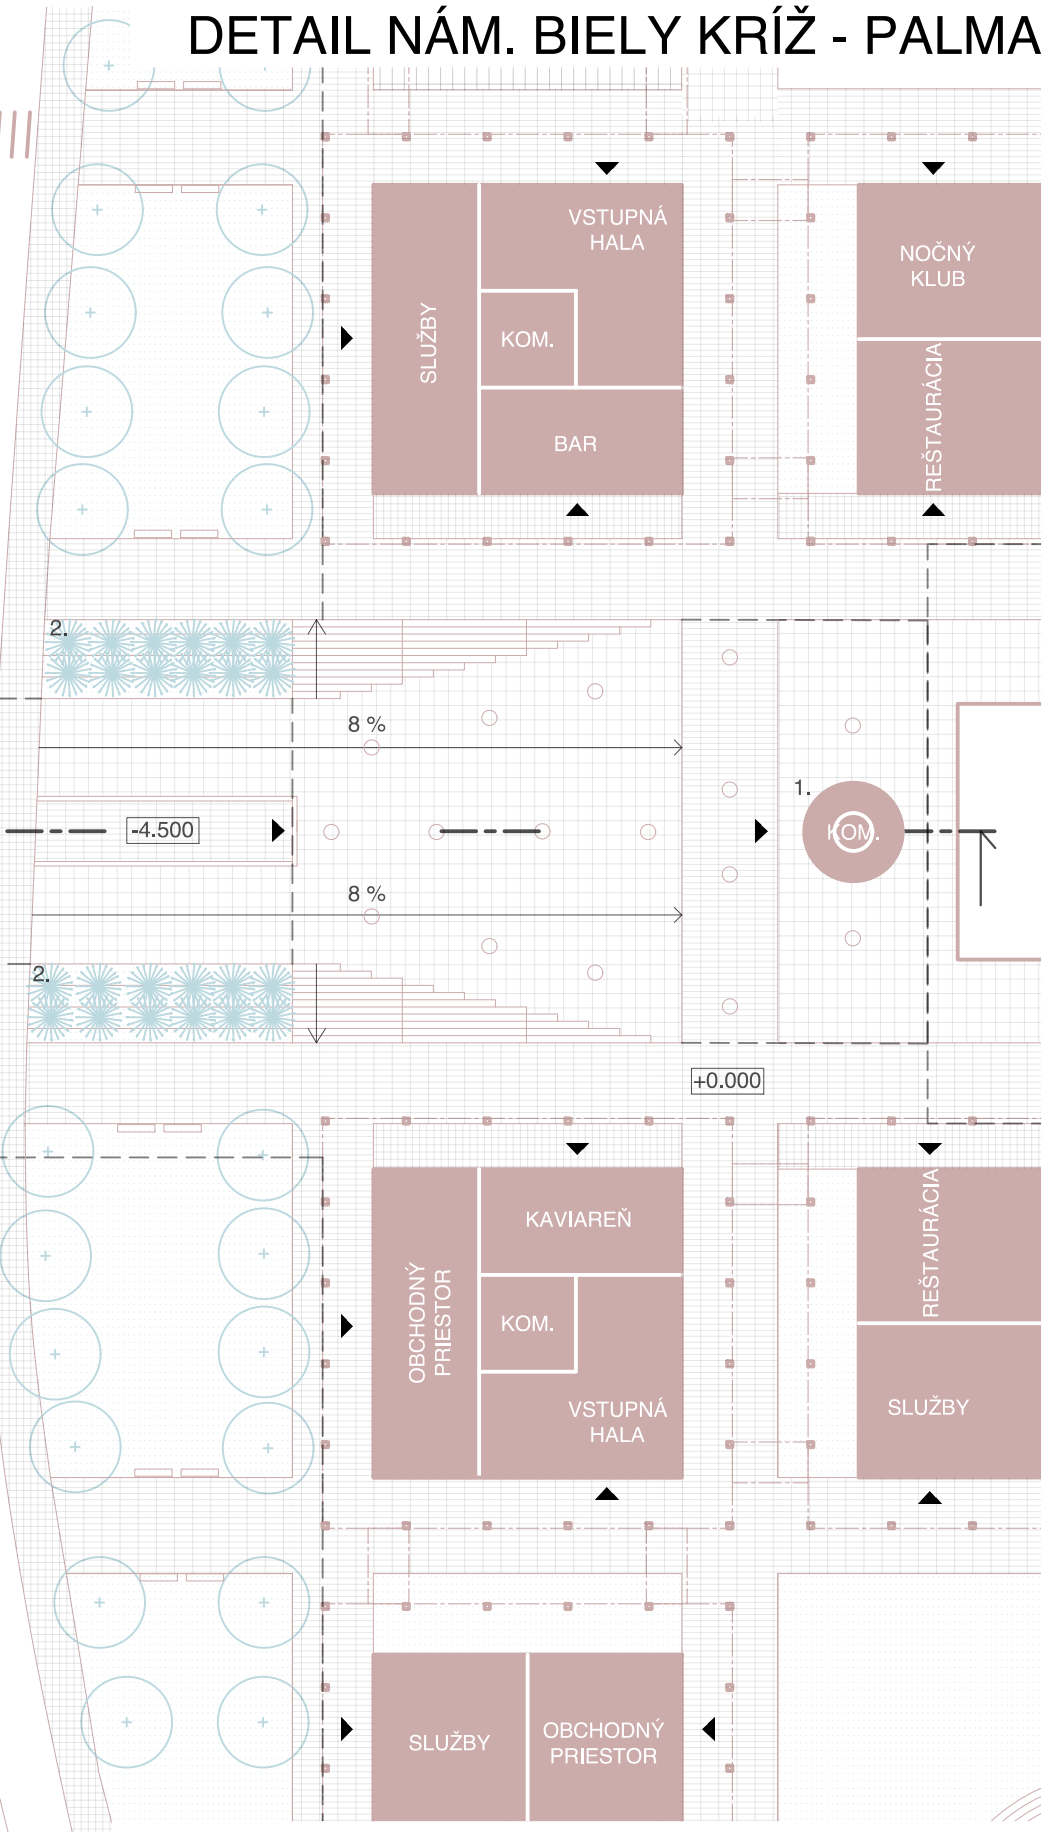 DETAIL NÁM. BIELY KRÍŽ - PALMA
VSTUPNÁ
HALA
NOČNÝ
KLUB
SLUŽBY
KOM.
REŠTAURÁCIA
BAR
2.
8 %
1.
-4.500
KOM.
8 %
2.
+0.000
KAVIAREŇ
REŠTAURÁCIA
OBCHODNÝ
PRIESTOR
KOM.
VSTUPNÁ
HALA
SLUŽBY
SLUŽBY
OBCHODNÝ
PRIESTOR